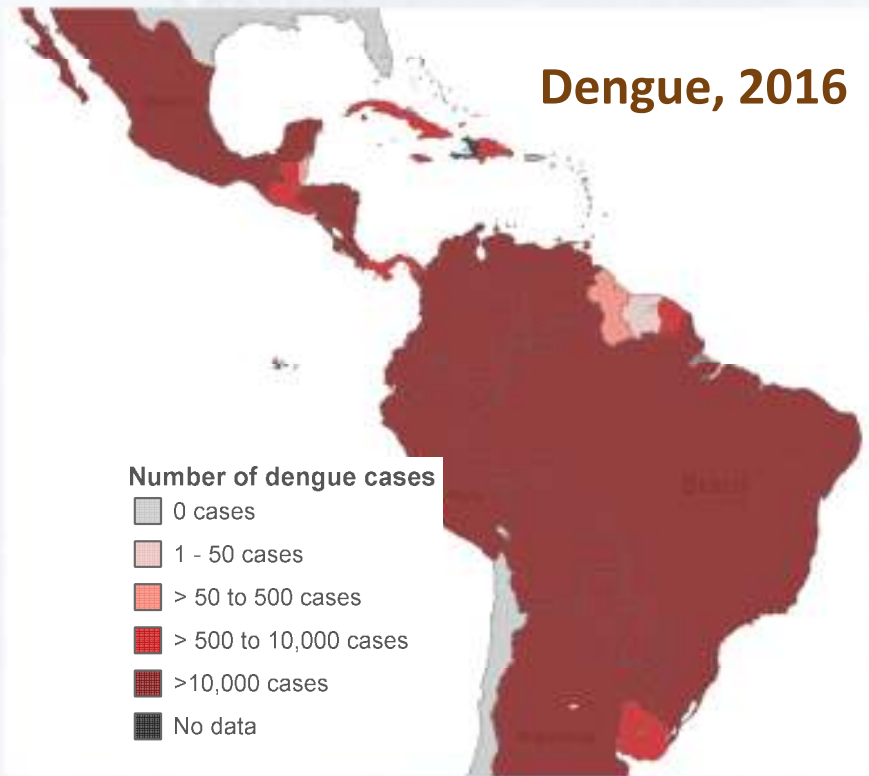 Dengue, 2016
Brazil
Number of dengue cases
0 cases
1 - 50 cases
> 50 to 500 cases
> 500 to 10,000 cases
>10,000 cases
No data